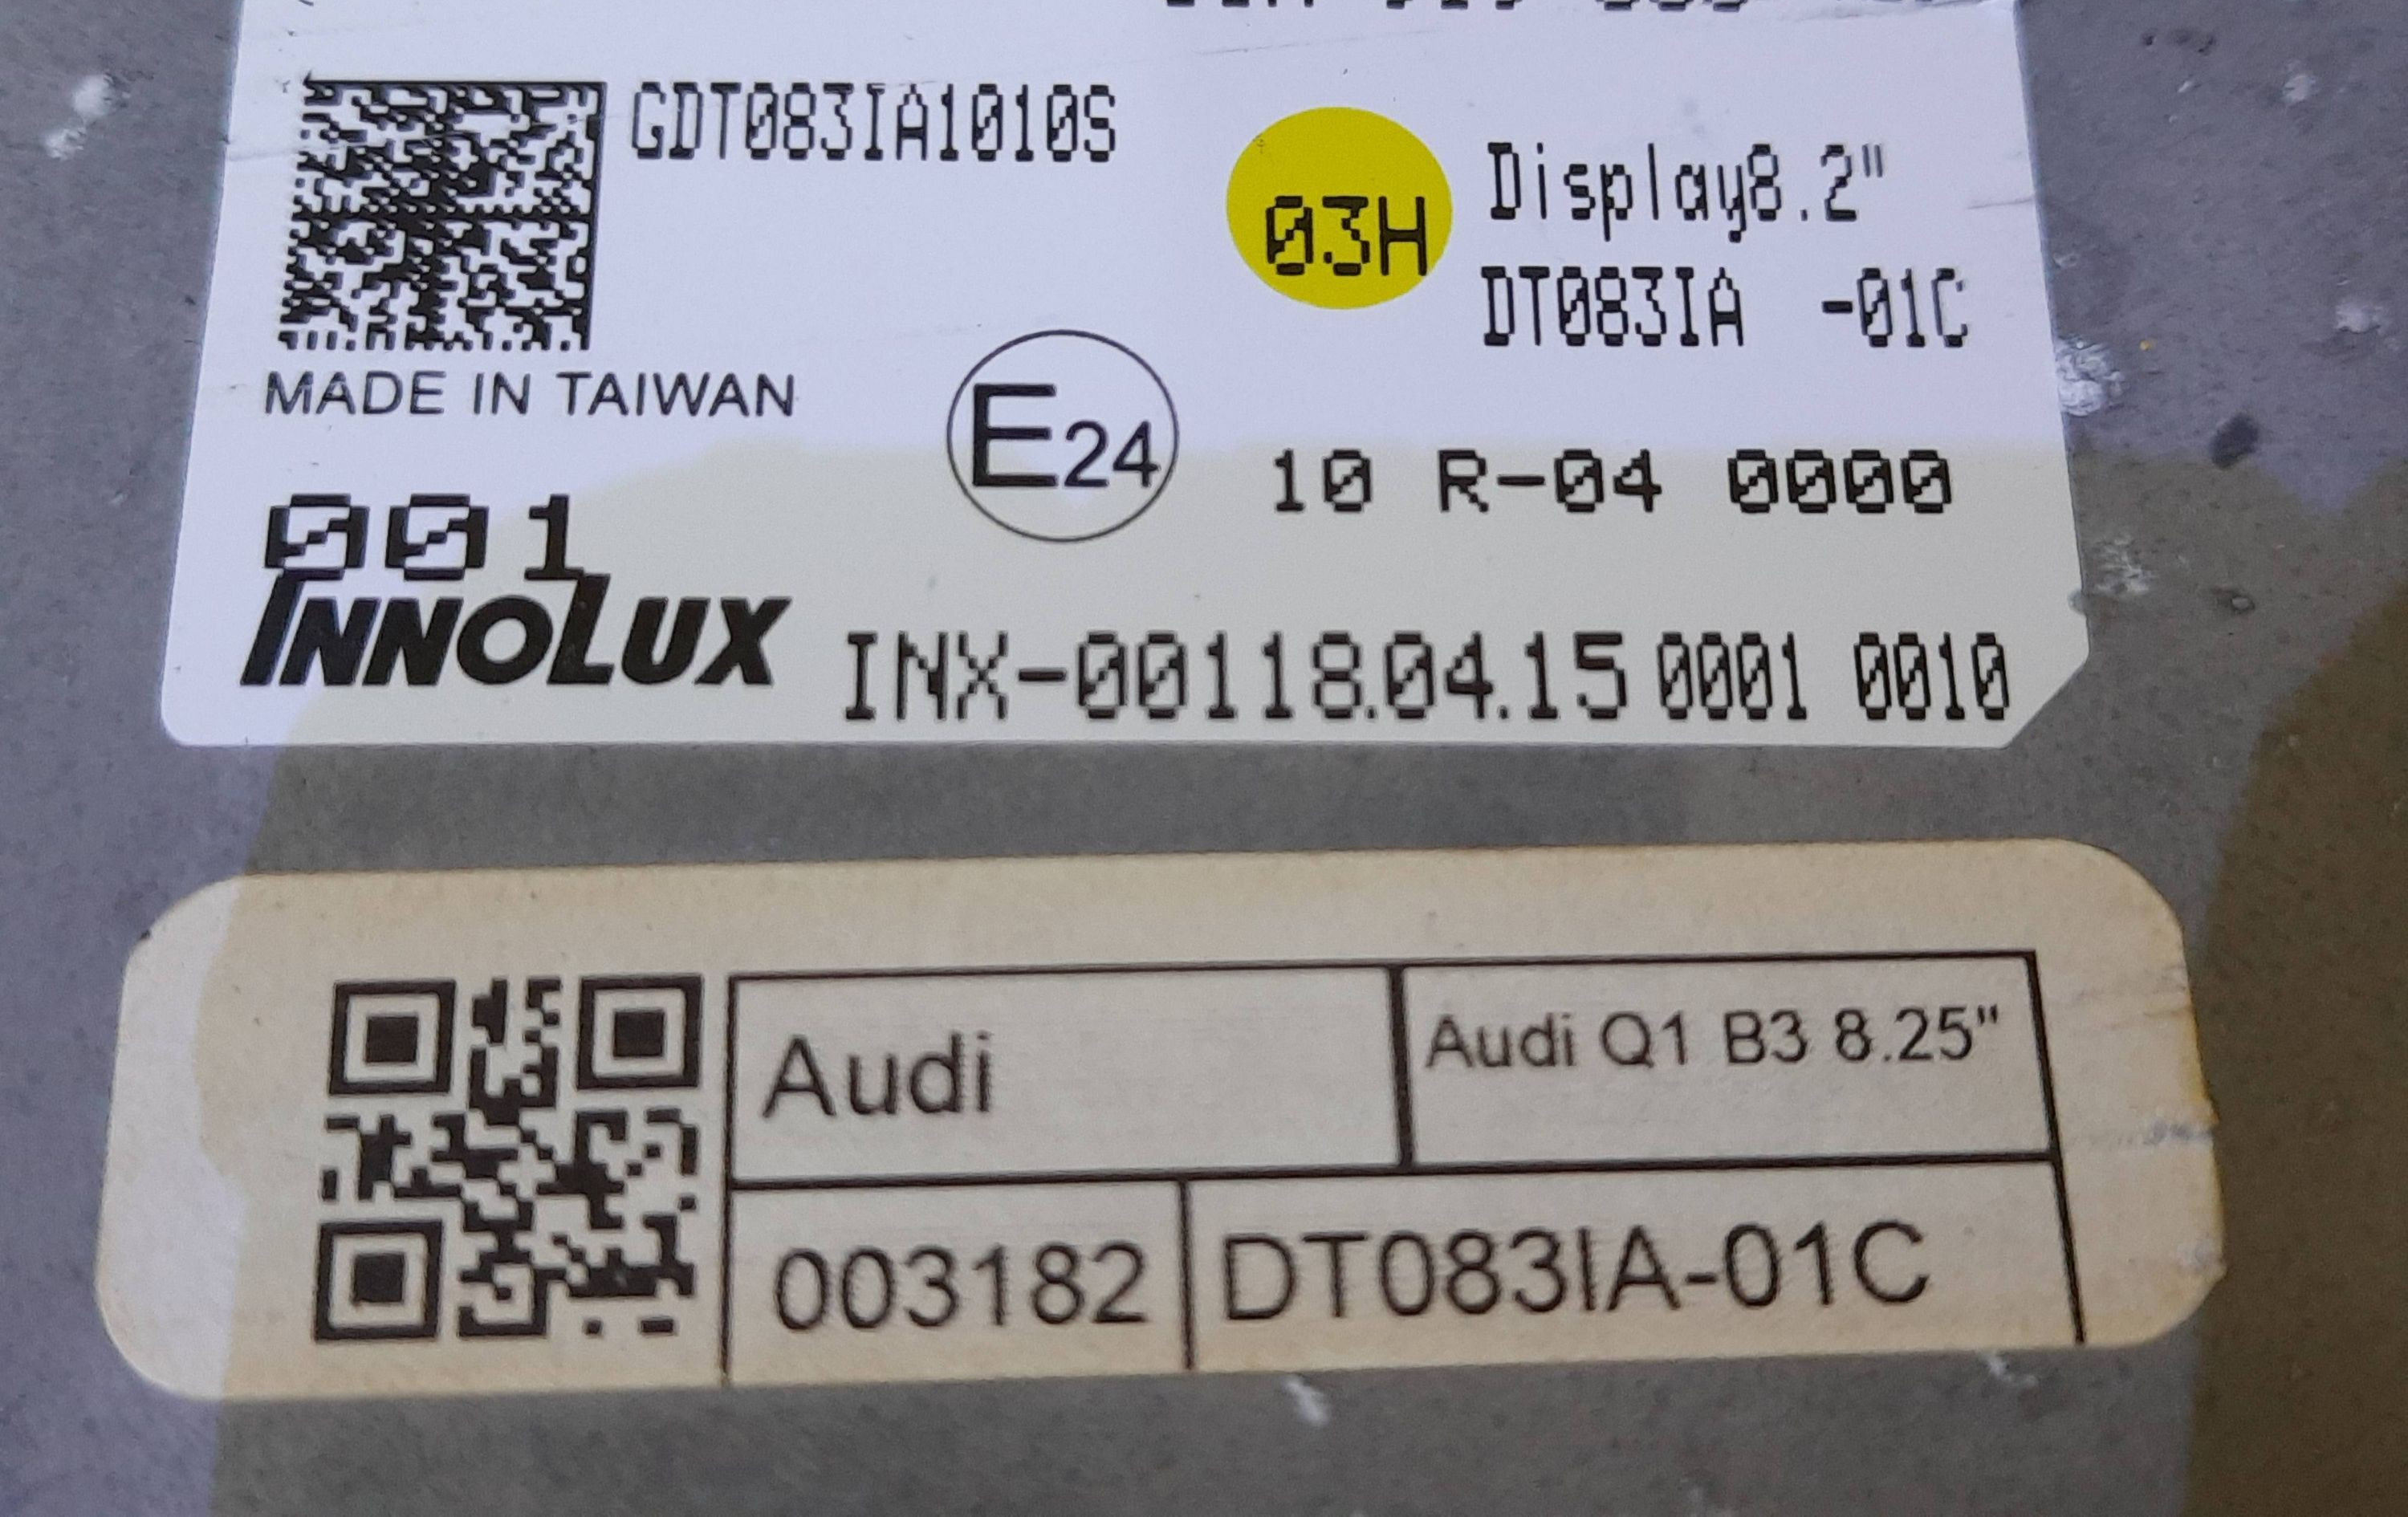 GDT083IA1010S
03H
Display8.2"
DT083IA -01C
MADE IN TAIWAN
E24
10 R-04 0000
001
INNOLUX
INX-00118.04.15 0001 0010
Audi
Audi Q1 B3 8.25"
003182
DT083IA-01C